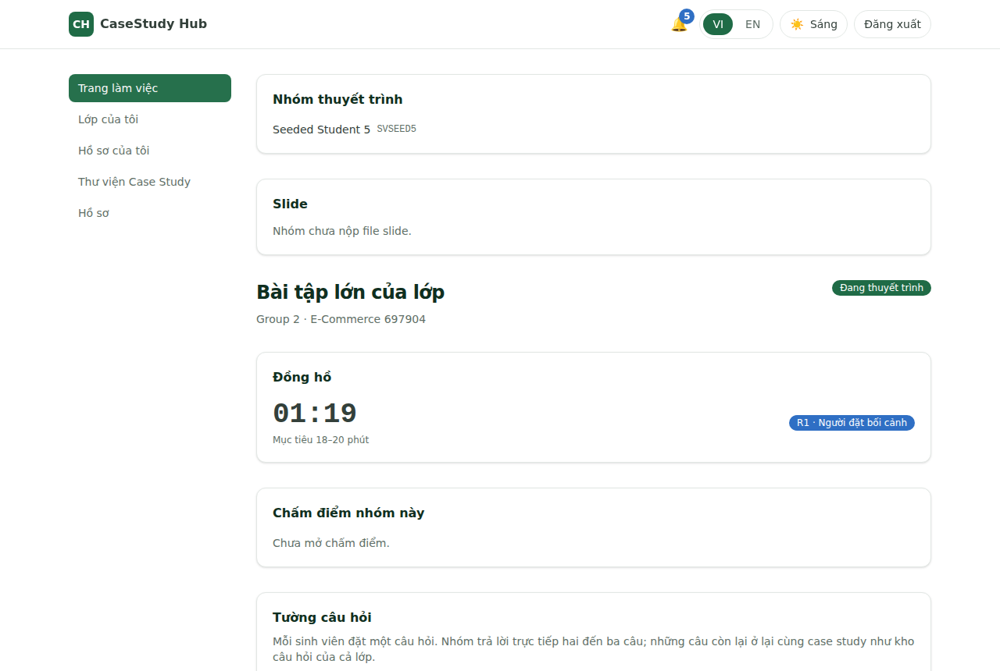 CH CaseStudy Hub
5
VI EN
Sáng
Đăng xuất
Trang làm việc
Lớp của tôi
Hồ sơ của tôi
Thư viện Case Study
Hồ sơ
Nhóm thuyết trình
Seeded Student 5 SVSEED5
Slide
Nhóm chưa nộp file slide.
Bài tập lớn của lớp
Đang thuyết trình
Group 2 · E-Commerce 697904
Đồng hồ
01:19
R1 · Người đặt bối cảnh
Mục tiêu 18–20 phút
Chấm điểm nhóm này
Chưa mở chấm điểm.
Tường câu hỏi
Mỗi sinh viên đặt một câu hỏi. Nhóm trả lời trực tiếp hai đến ba câu; những câu còn lại ở lại cùng case study như kho
câu hỏi của cả lớp.